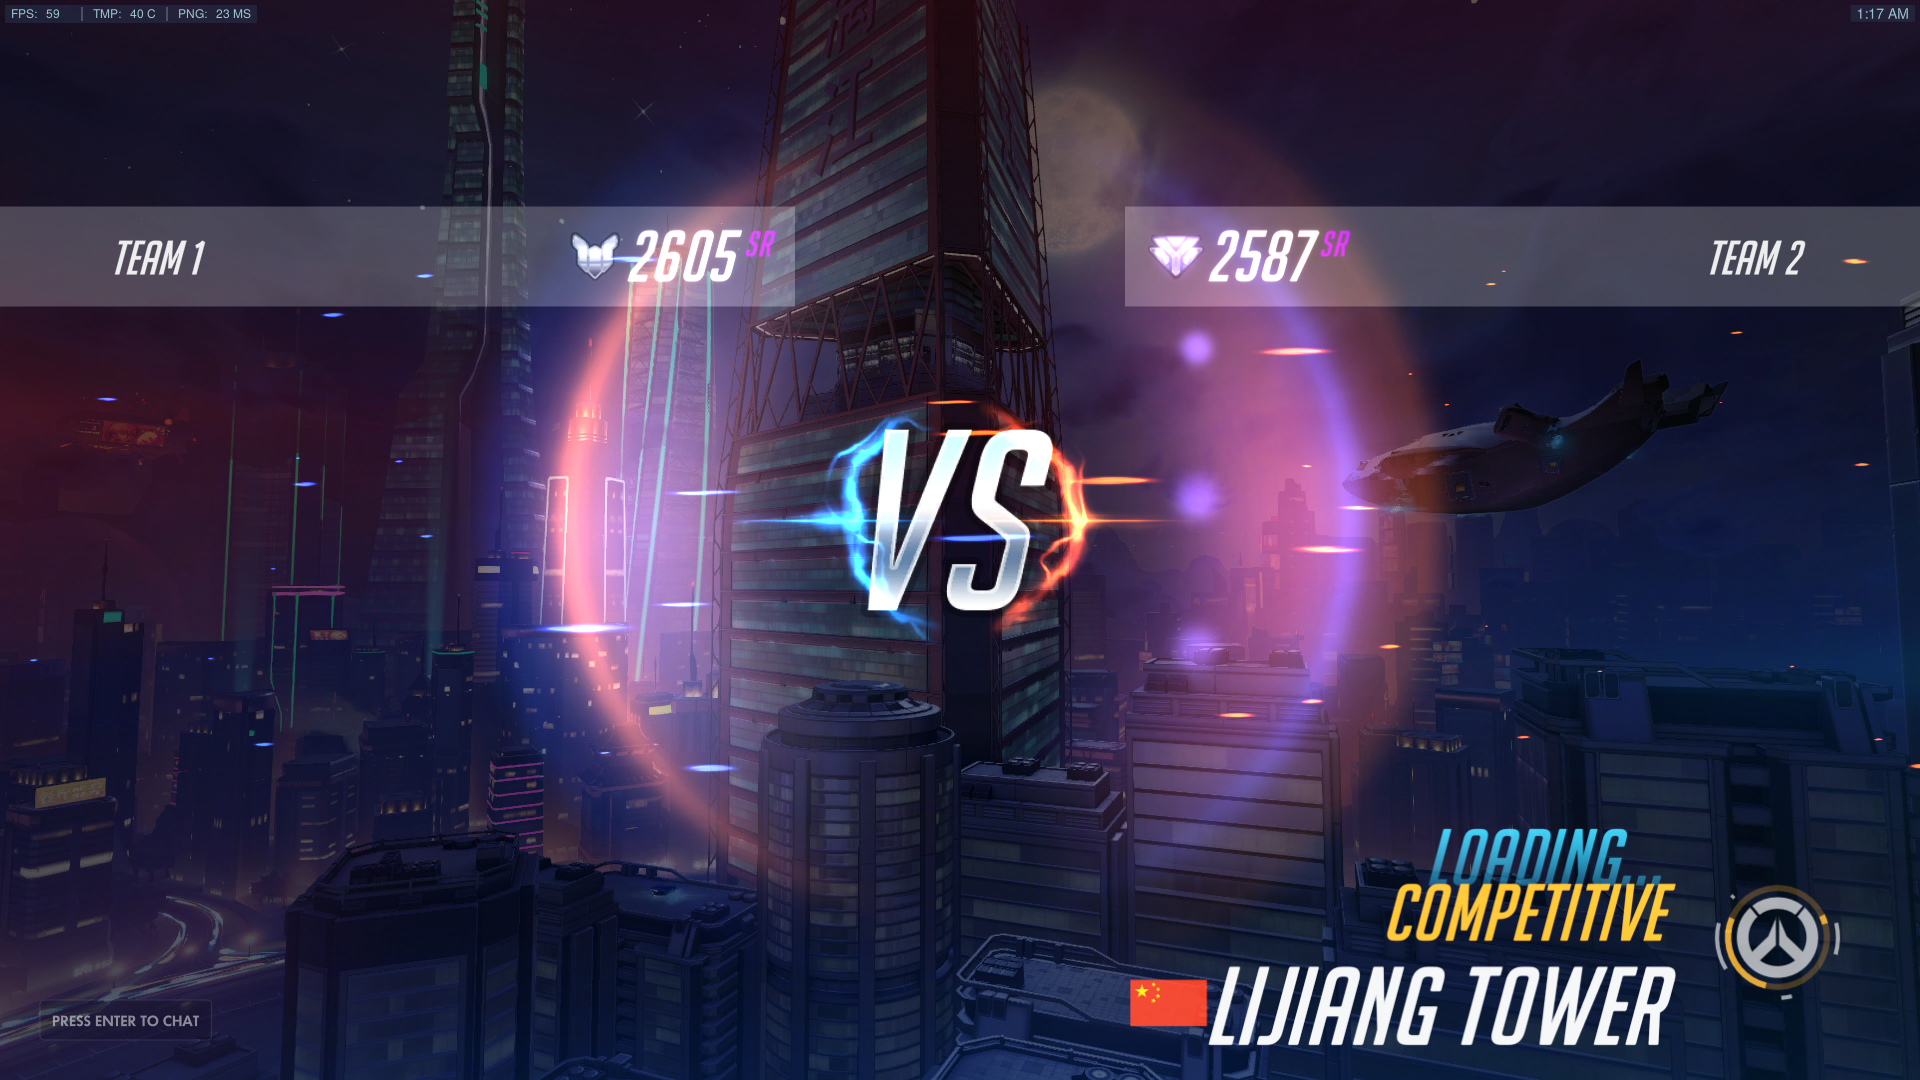 FPS: 59 | TMP: 40 C | PNG: 23 MS
1:17 AM
TEAM 1
2605 SR
2587 SR
TEAM 2
VS
LOADING...
COMPETITIVE
LIJIANG TOWER
PRESS ENTER TO CHAT